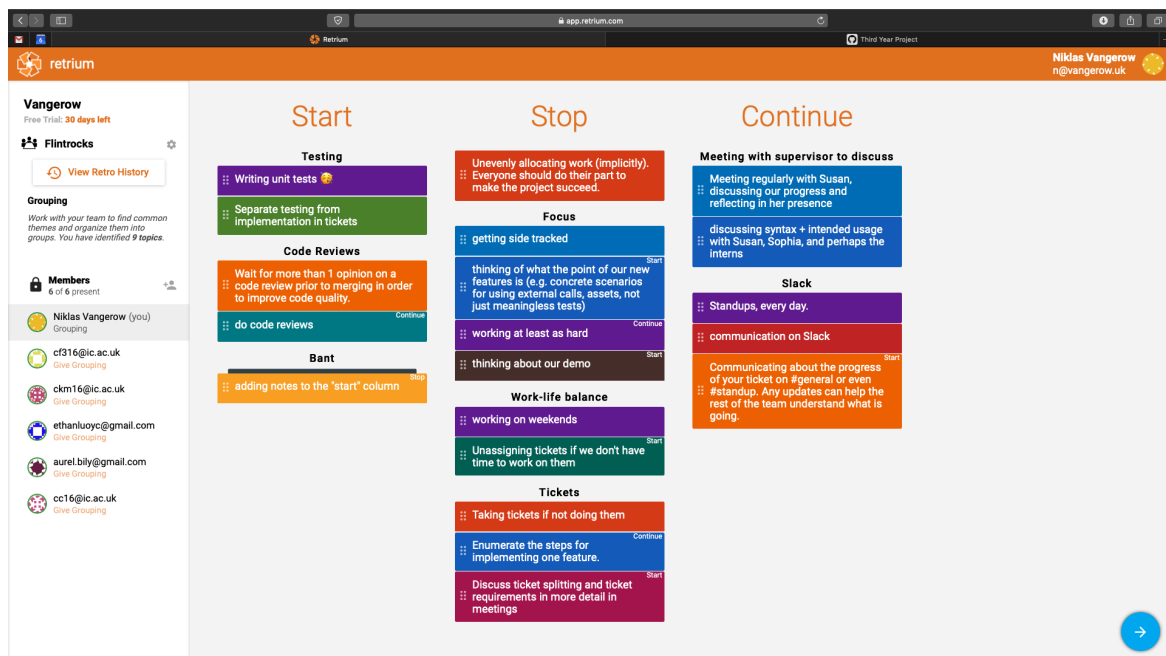 app.retrium.com
6
Retrium
Third Year Project
retrium
Niklas Vangerow
n@vangerow.uk
Vangerow
Free Trial: 30 days left
Flintrocks
View Retro History
Grouping
Work with your team to find common
themes and organize them into
groups. You have identified 9 topics.
Members
6 of 6 present
Niklas Vangerow (you)
Grouping
cf316@ic.ac.uk
Give Grouping
ckm16@ic.ac.uk
Give Grouping
ethanluoyc@gmail.com
Give Grouping
aurel.bily@gmail.com
Give Grouping
cc16@ic.ac.uk
Give Grouping
Start
Testing
Writing unit tests 🥳
Separate testing from
implementation in tickets
Code Reviews
Wait for more than 1 opinion on a
code review prior to merging in order
to improve code quality.
Continue
do code reviews
Bant
Stop
adding notes to the "start" column
Stop
Unevenly allocating work (implicitly).
Everyone should do their part to
make the project succeed.
Focus
getting side tracked
Start
thinking of what the point of our new
features is (e.g. concrete scenarios
for using external calls, assets, not
just meaningless tests)
Continue
working at least as hard
Start
thinking about our demo
Work-life balance
working on weekends
Start
Unassigning tickets if we don't have
time to work on them
Tickets
Taking tickets if not doing them
Continue
Enumerate the steps for
implementing one feature.
Start
Discuss ticket splitting and ticket
requirements in more detail in
meetings
Continue
Meeting with supervisor to discuss
Meeting regularly with Susan,
discussing our progress and
reflecting in her presence
discussing syntax + intended usage
with Susan, Sophia, and perhaps the
interns
Slack
Standups, every day.
communication on Slack
Start
Communicating about the progress
of your ticket on #general or even
#standup. Any updates can help the
rest of the team understand what is
going.